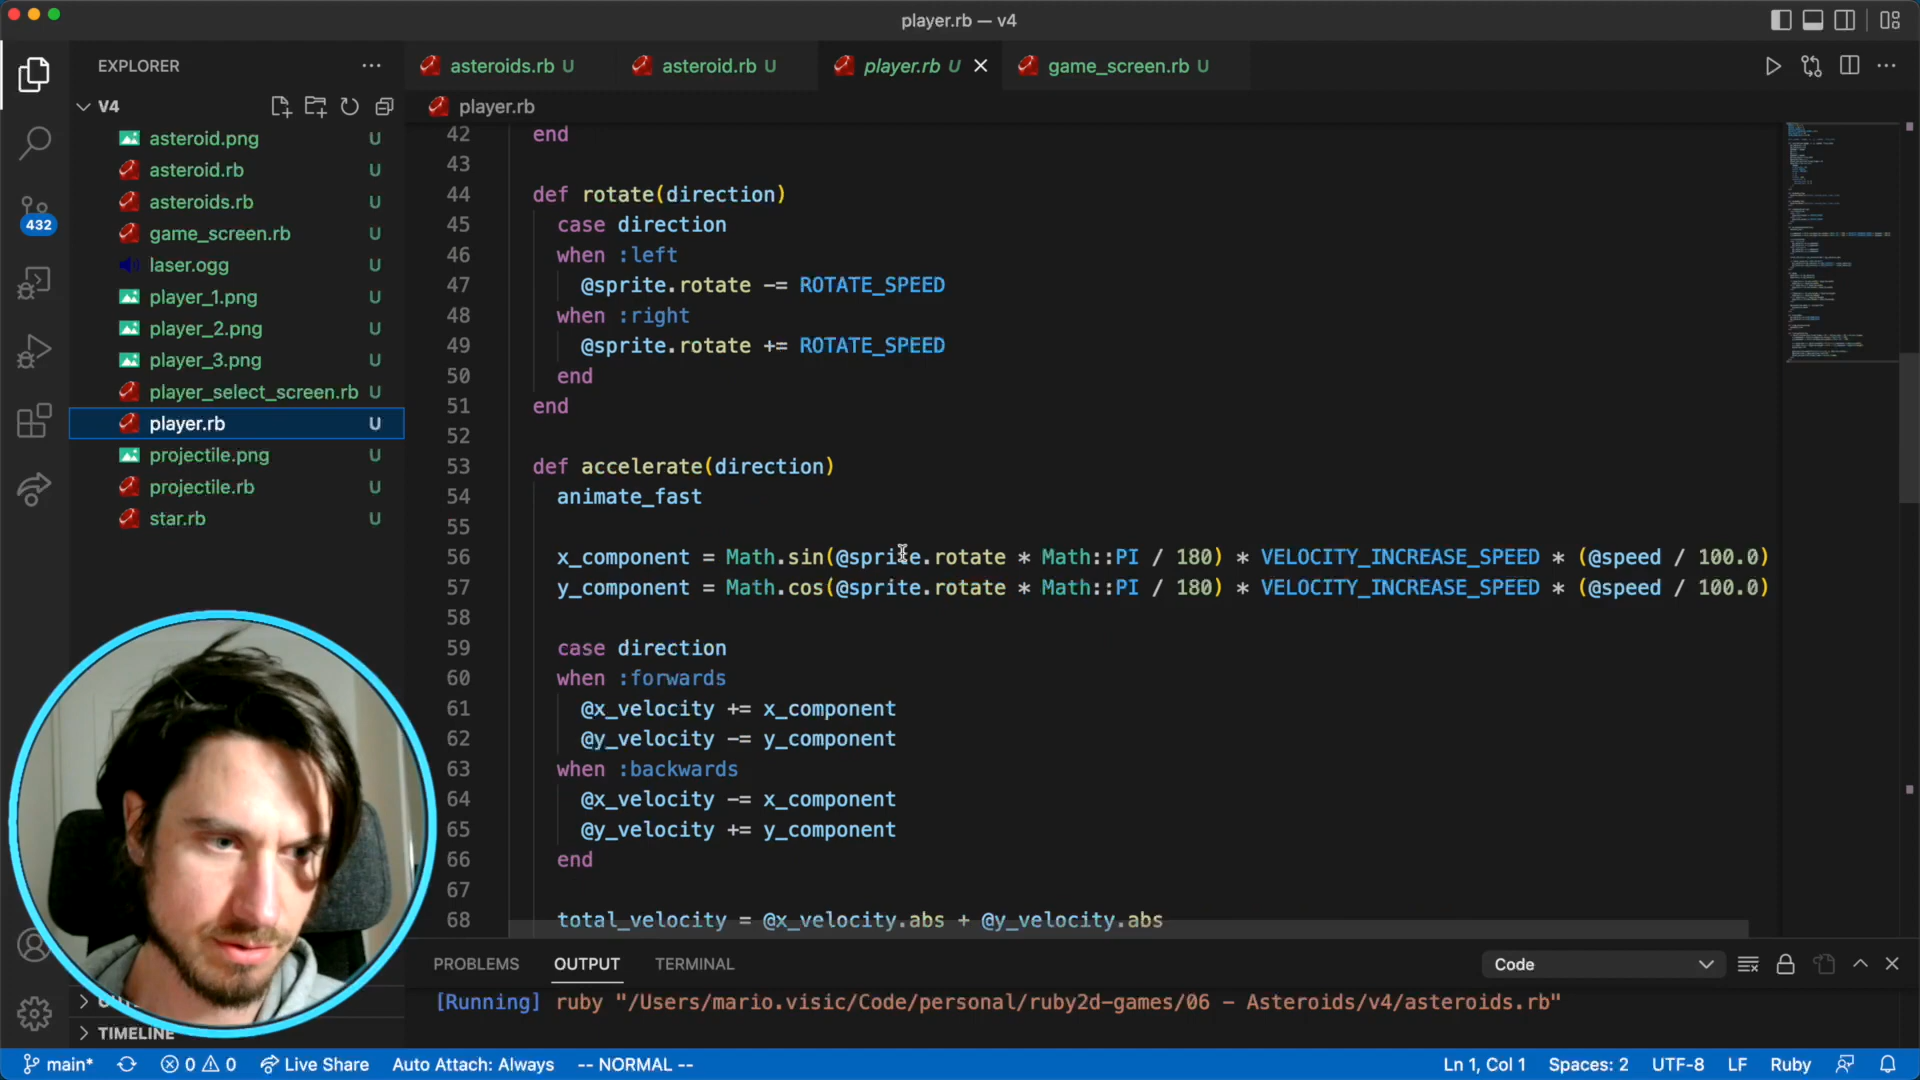 player.rb — v4
EXPLORER
asteroids.rb U
asteroid.rb U
player.rb U
game_screen.rb U
V4
player.rb
asteroid.png U
asteroid.rb U
asteroids.rb U
game_screen.rb U
laser.ogg U
player_1.png U
player_2.png U
player_3.png U
player_select_screen.rb U
player.rb U
projectile.png U
projectile.rb U
star.rb U
432
TIMELINE
42 end
43
44 def rotate(direction)
45 case direction
46 when :left
47 @sprite.rotate -= ROTATE_SPEED
48 when :right
49 @sprite.rotate += ROTATE_SPEED
50 end
51 end
52
53 def accelerate(direction)
54 animate_fast
55
56 x_component = Math.sin(@sprite.rotate * Math::PI / 180) * VELOCITY_INCREASE_SPEED * (@speed / 100.0)
57 y_component = Math.cos(@sprite.rotate * Math::PI / 180) * VELOCITY_INCREASE_SPEED * (@speed / 100.0)
58
59 case direction
60 when :forwards
61 @x_velocity += x_component
62 @y_velocity -= y_component
63 when :backwards
64 @x_velocity -= x_component
65 @y_velocity += y_component
66 end
67
68 total_velocity = @x_velocity.abs + @y_velocity.abs
PROBLEMS OUTPUT TERMINAL
Code
[Running] ruby "/Users/mario.visic/Code/personal/ruby2d-games/06 - Asteroids/v4/asteroids.rb"
main* 0 0 Live Share Auto Attach: Always -- NORMAL -- Ln 1, Col 1 Spaces: 2 UTF-8 LF Ruby